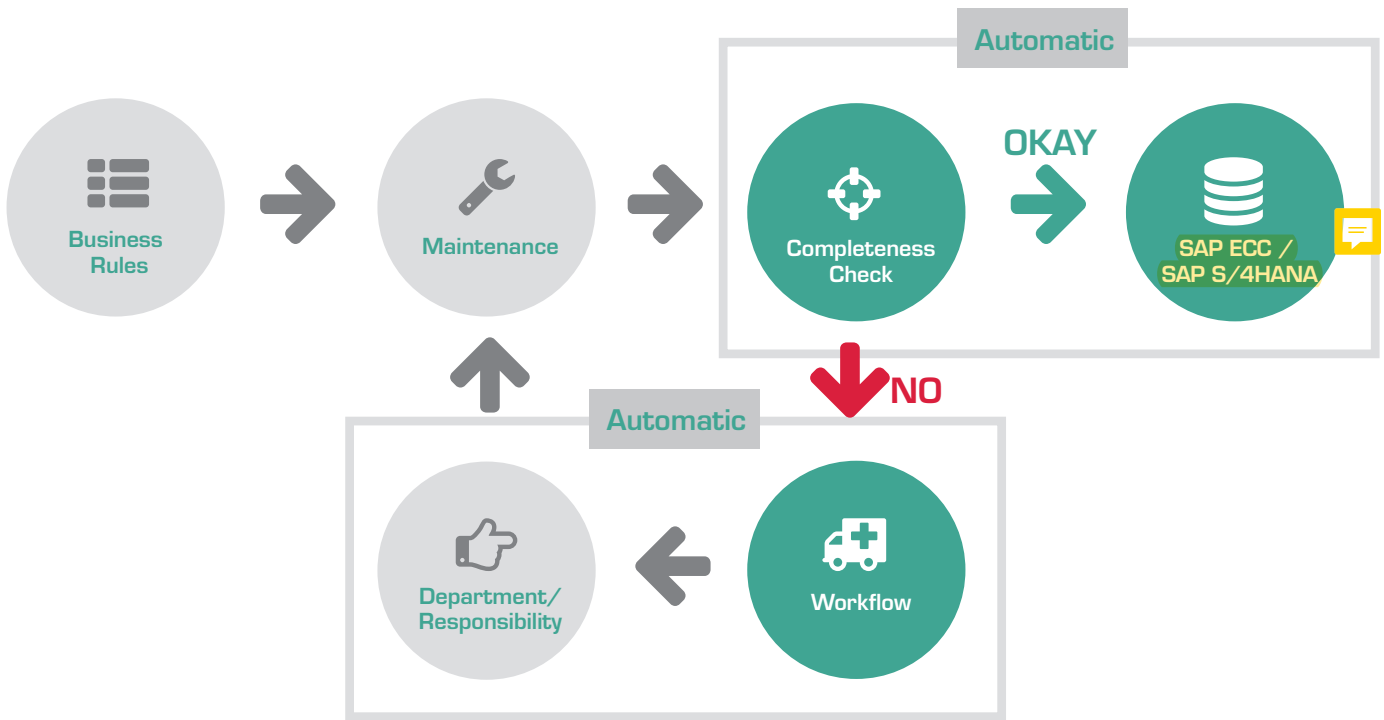 Automatic
OKAY
Business
Rules
Maintenance
Completeness
Check
SAP ECC /
SAP S/4HANA
NO
Automatic
Department/
Responsibility
Workflow